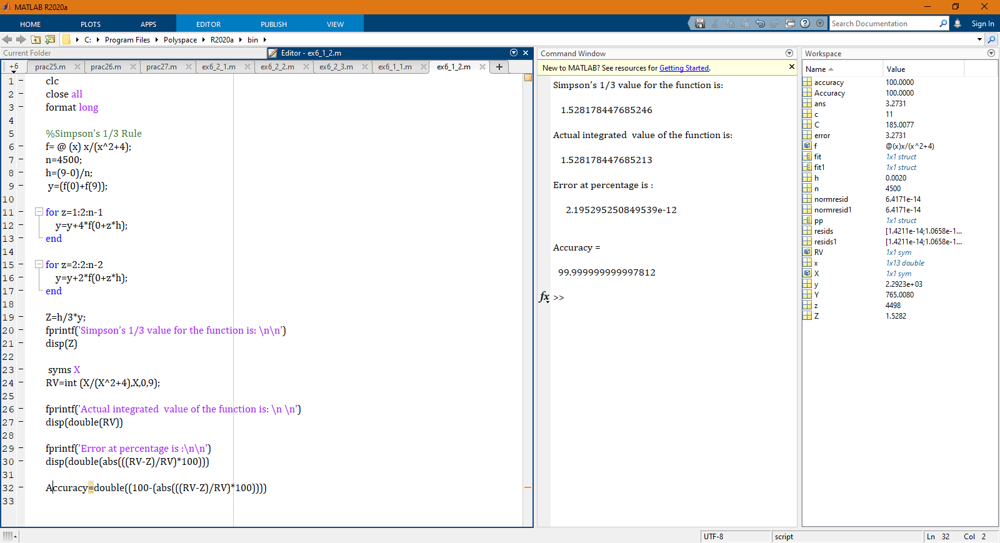 MATLAB R2020a
HOME PLOTS APPS EDITOR PUBLISH VIEW Search Documentation Sign In
C: Program Files Polyspace R2020a bin
Current Folder
Editor - ex6_1_2.m
+6 prac25.m prac26.m prac27.m ex6_2_1.m ex6_2_2.m ex6_2_3.m ex6_1_1.m ex6_1_2.m +
1 – clc
2 – close all
3 – format long
4
5 %Simpson's 1/3 Rule
6 – f= @ (x) x/(x^2+4);
7 – n=4500;
8 – h=(9-0)/n;
9 – y=(f(0)+f(9));
10
11 – for z=1:2:n-1
12 – y=y+4*f(0+z*h);
13 – end
14
15 – for z=2:2:n-2
16 – y=y+2*f(0+z*h);
17 – end
18
19 – Z=h/3*y;
20 – fprintf('Simpson's 1/3 value for the function is: \n\n')
21 – disp(Z)
22
23 – syms X
24 – RV=int (X/(X^2+4),X,0,9);
25
26 – fprintf('Actual integrated  value of the function is: \n \n')
27 – disp(double(RV))
28
29 – fprintf('Error at percentage is :\n\n')
30 – disp(double(abs(((RV-Z)/RV)*100)))
31
32 – Accuracy=double((100-(abs(((RV-Z)/RV)*100))))
33
Command Window
New to MATLAB? See resources for Getting Started.
Simpson's 1/3 value for the function is:
1.528178447685246
Actual integrated  value of the function is:
1.528178447685213
Error at percentage is :
2.195295250849539e-12
Accuracy =
99.999999999997812
fx >>
Workspace
Name Value
accuracy 100.0000
Accuracy 100.0000
ans 3.2731
c 11
C 185.0077
error 3.2731
f @(x)x/(x^2+4)
fit 1x1 struct
fit1 1x1 struct
h 0.0020
n 4500
normresid 6.4171e-14
normresid1 6.4171e-14
pp 1x1 struct
resids [1.4211e-14;1.0658e-1...
resids1 [1.4211e-14;1.0658e-1...
RV 1x1 sym
x 1x13 double
X 1x1 sym
y 2.2923e+03
Y 765.0080
z 4498
Z 1.5282
UTF-8 script Ln 32 Col 2